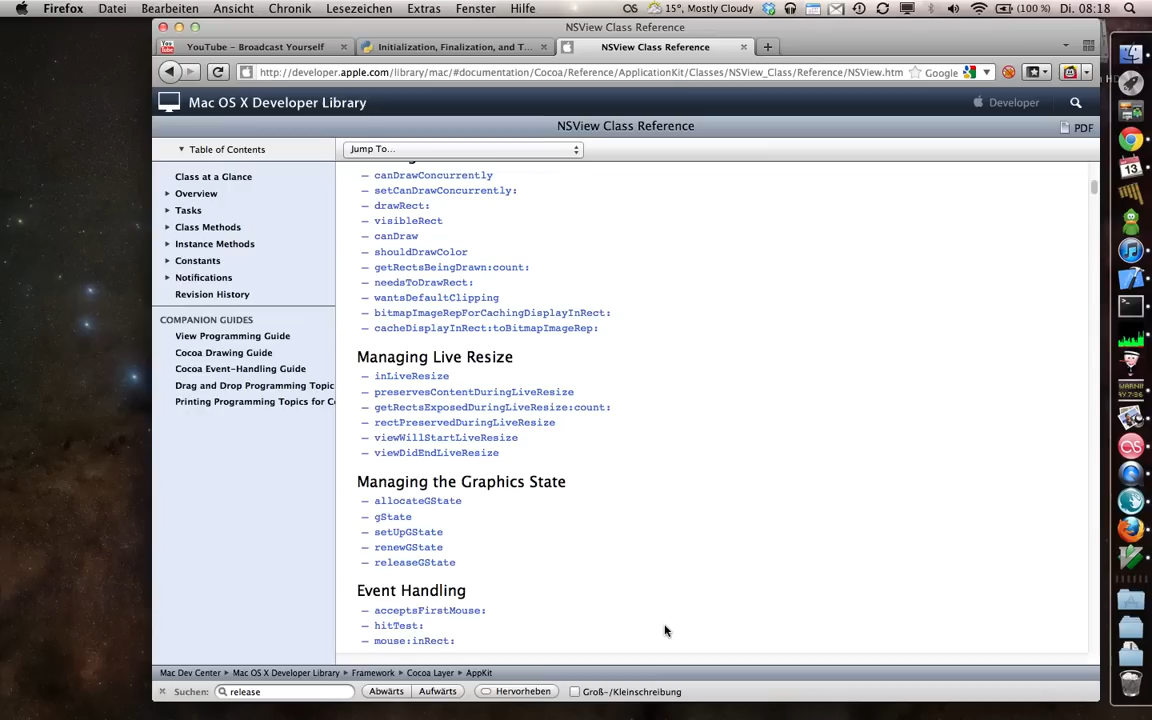 Firefox Datei Bearbeiten Ansicht Chronik Lesezeichen Extras Fenster Hilfe 15°, Mostly Cloudy (100 %) Di. 08:18
NSView Class Reference
YouTube - Broadcast Yourself Initialization, Finalization, and T... NSView Class Reference
http://developer.apple.com/library/mac/#documentation/Cocoa/Reference/ApplicationKit/Classes/NSView_Class/Reference/NSView.htm Google
Mac OS X Developer Library Developer
NSView Class Reference PDF
Table of Contents Jump To...
Class at a Glance
Overview
Tasks
Class Methods
Instance Methods
Constants
Notifications
Revision History
COMPANION GUIDES
View Programming Guide
Cocoa Drawing Guide
Cocoa Event-Handling Guide
Drag and Drop Programming Topic
Printing Programming Topics for C
– canDrawConcurrently
– setCanDrawConcurrently:
– drawRect:
– visibleRect
– canDraw
– shouldDrawColor
– getRectsBeingDrawn:count:
– needsToDrawRect:
– wantsDefaultClipping
– bitmapImageRepForCachingDisplayInRect:
– cacheDisplayInRect:toBitmapImageRep:
Managing Live Resize
– inLiveResize
– preservesContentDuringLiveResize
– getRectsExposedDuringLiveResize:count:
– rectPreservedDuringLiveResize
– viewWillStartLiveResize
– viewDidEndLiveResize
Managing the Graphics State
– allocateGState
– gState
– setUpGState
– renewGState
– releaseGState
Event Handling
– acceptsFirstMouse:
– hitTest:
– mouse:inRect:
Mac Dev Center Mac OS X Developer Library Framework Cocoa Layer AppKit
Suchen: release Abwärts Aufwärts Hervorheben Groß-/Kleinschreibung